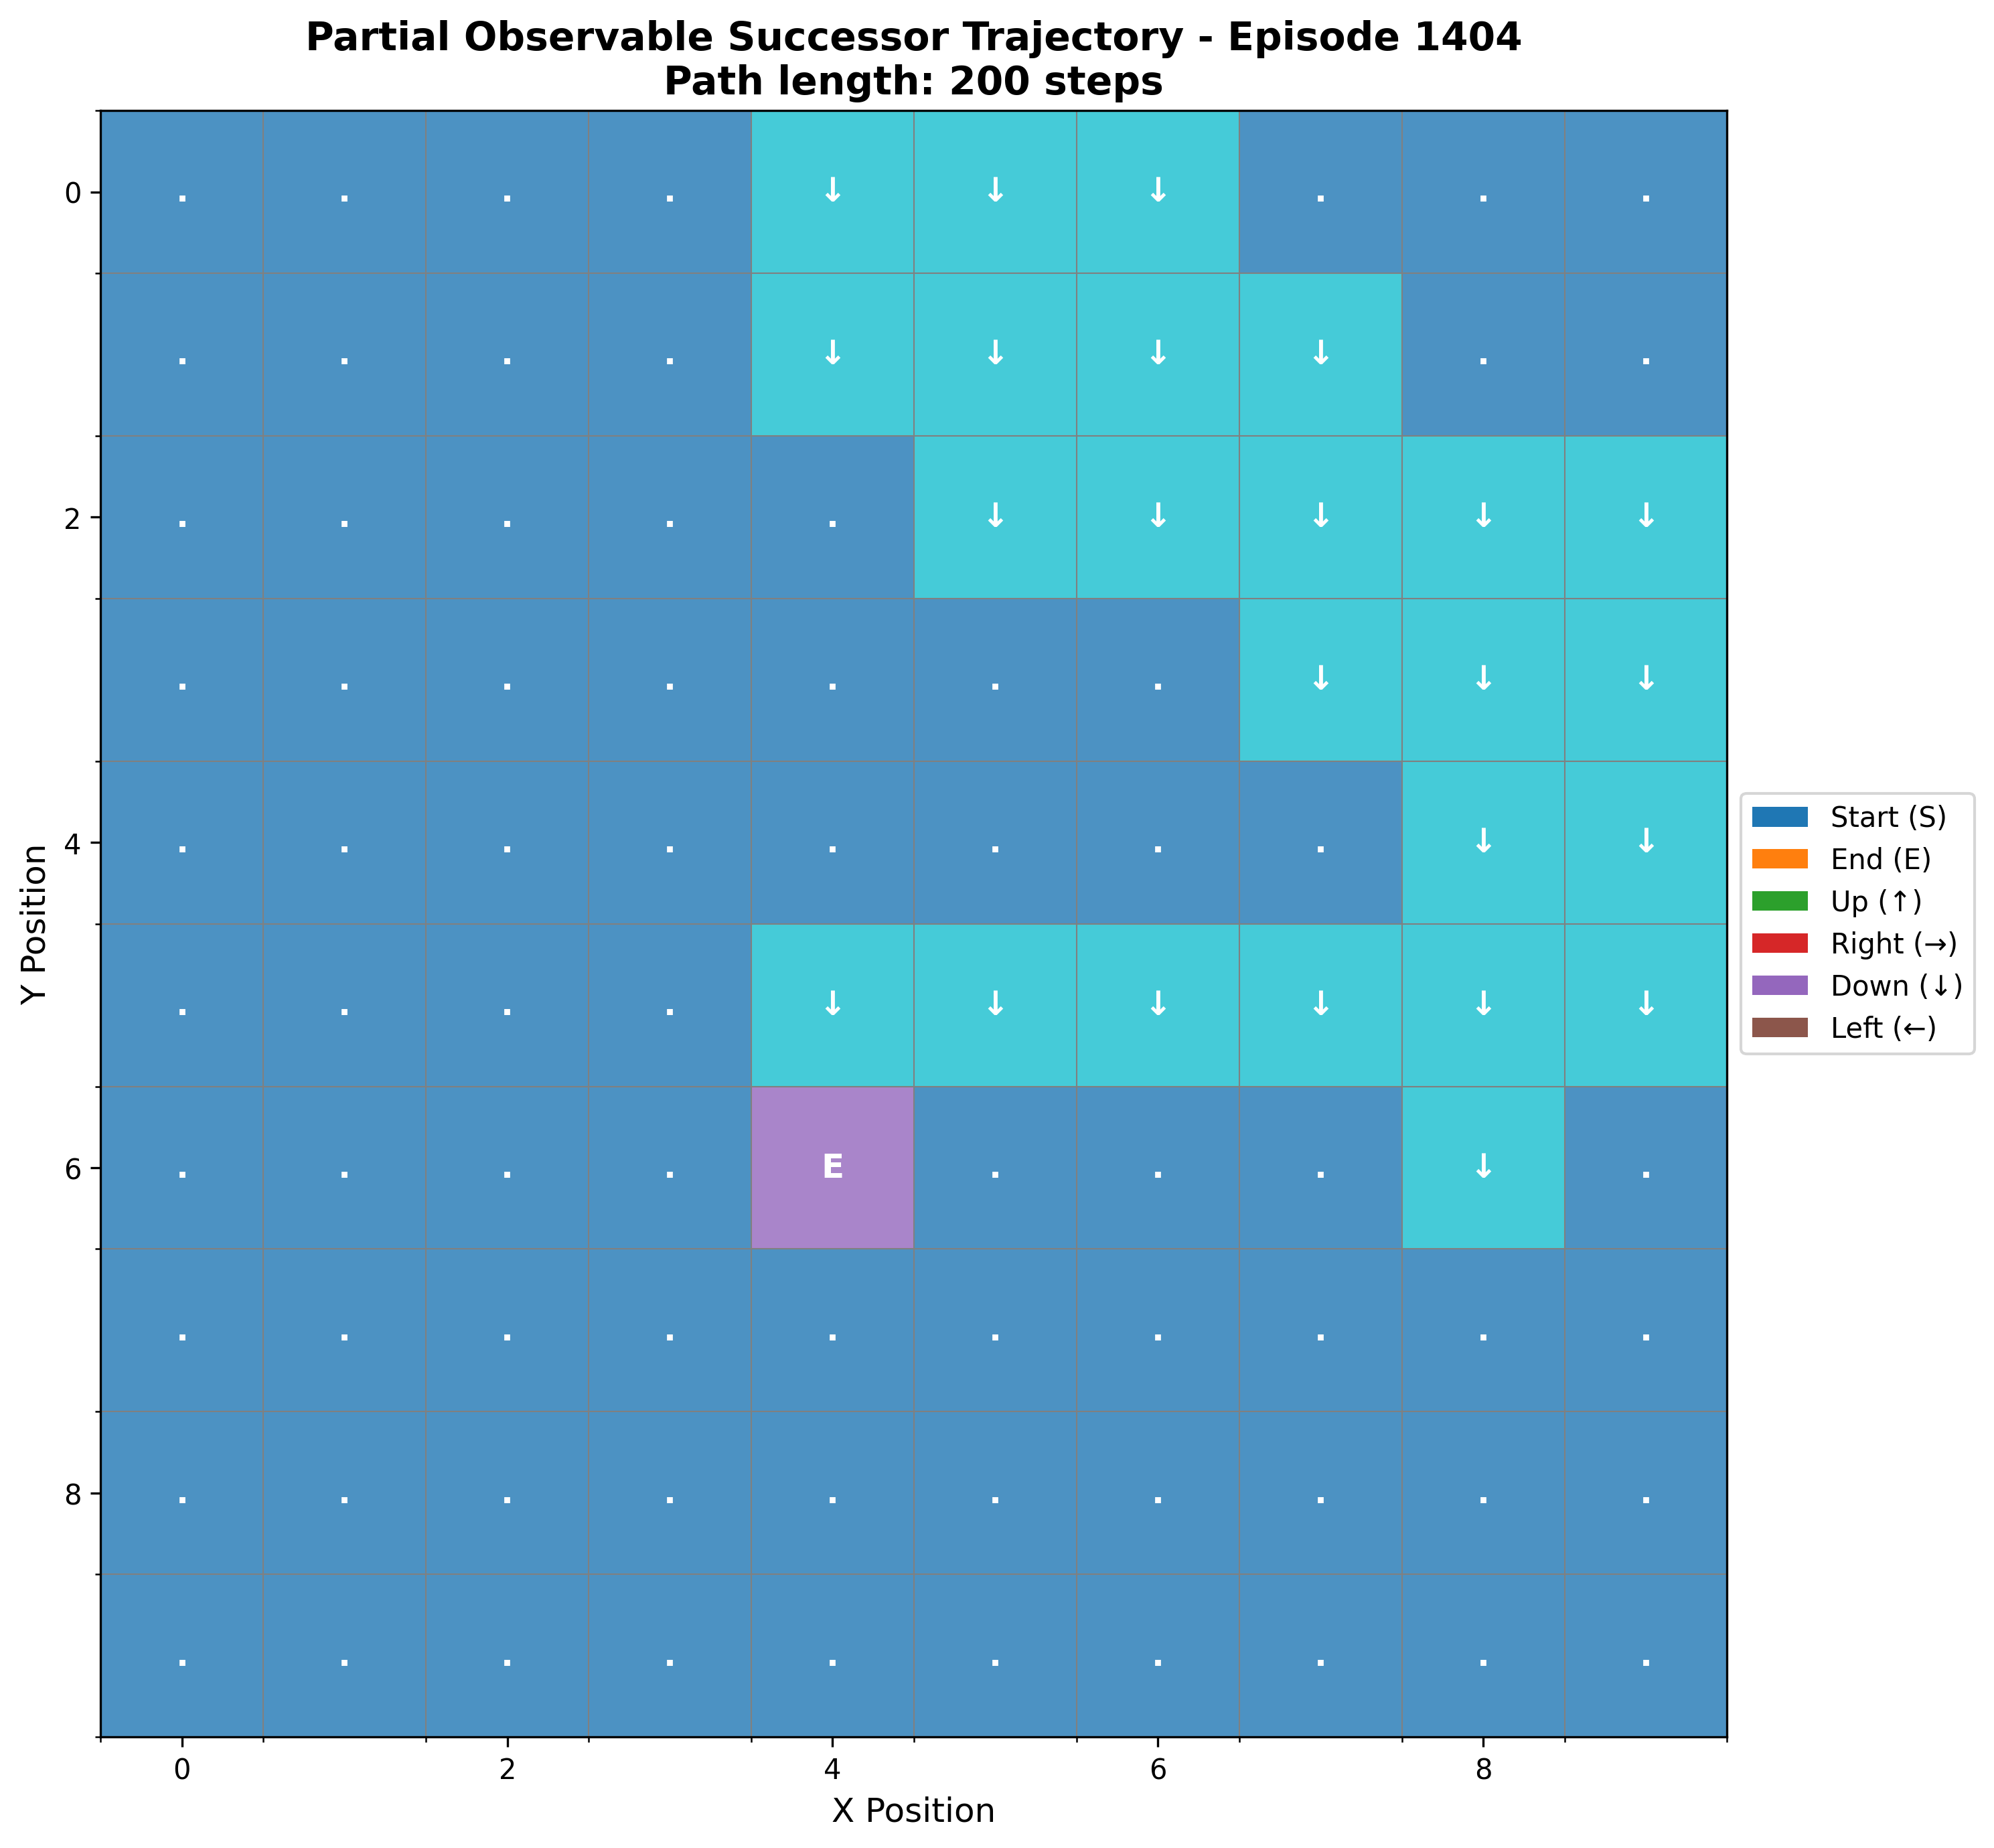 Partial Observable Successor Trajectory - Episode 1404
Path length: 200 steps
0 . . . . ↓ ↓ ↓ . . .
. . . . ↓ ↓ ↓ ↓ . .
2 . . . . . ↓ ↓ ↓ ↓ ↓
. . . . . . . ↓ ↓ ↓
4 . . . . . . . . ↓ ↓
. . . . ↓ ↓ ↓ ↓ ↓ ↓
6 . . . . E . . . ↓ .
. . . . . . . . . .
8 . . . . . . . . . .
. . . . . . . . . .
0 2 4 6 8
X Position
Y Position
Start (S)
End (E)
Up (↑)
Right (→)
Down (↓)
Left (←)